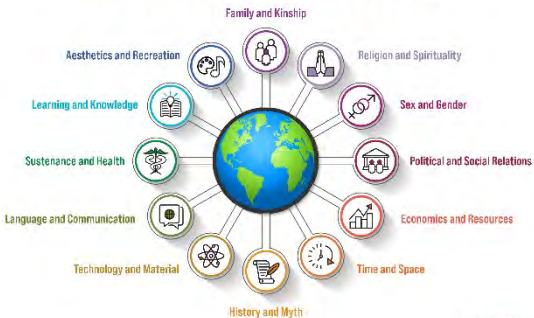 Family and Kinship
Aesthetics and Recreation
Religion and Spirituality
Learning and Knowledge
Sex and Gender
Sustenance and Health
Political and Social Relations
Language and Communication
Economics and Resources
Technology and Material
Time and Space
History and Myth